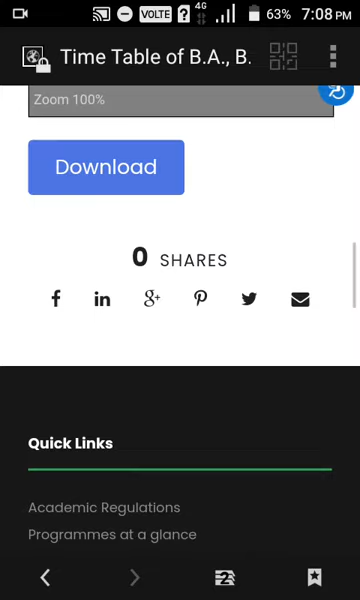 VOLTE
?
4G
63%
7:08 PM
Time Table of B.A., B.
Zoom 100%
Download
0 SHARES
Quick Links
Academic Regulations
Programmes at a glance
2